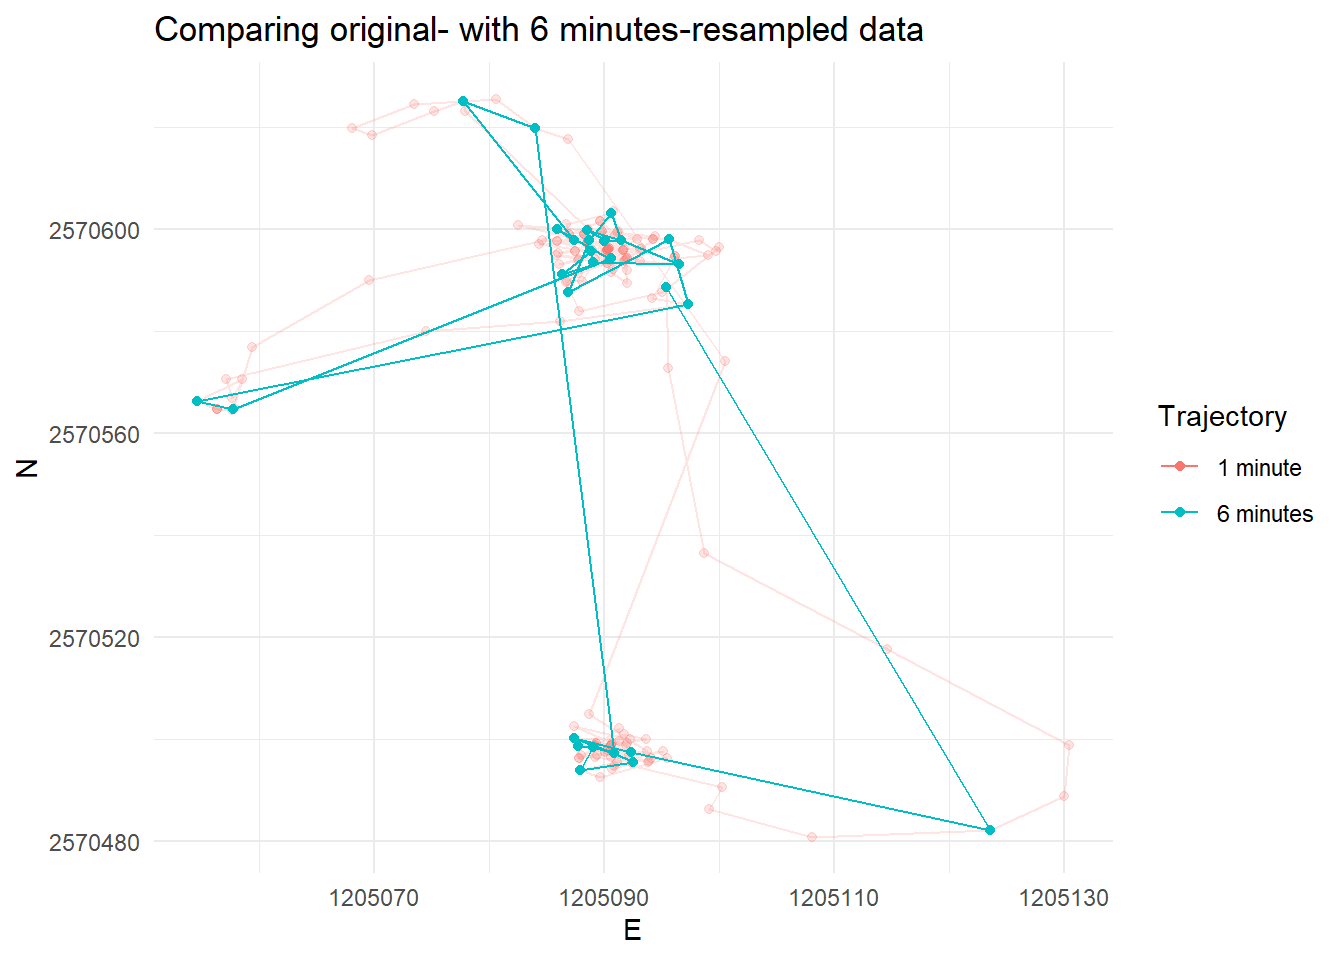 Comparing original- with 6 minutes-resampled data
2570600
2570560
2570520
2570480
N
1205070
1205090
1205110
1205130
E
Trajectory
1 minute
6 minutes